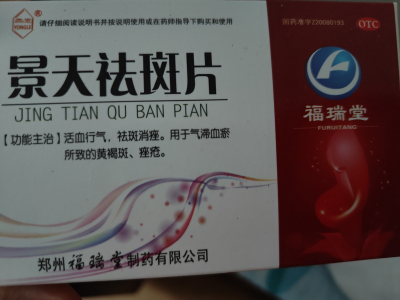 请仔细阅读说明书并按说明使用或在药师指导下购买和使用
YONGLE
国药准字Z20080193
OTC
景天祛斑片
JING TIAN QU BAN PIAN
【功能主治】活血行气，祛斑消痤。用于气滞血瘀
所致的黄褐斑、痤疮。
福瑞堂
FURUITANG
郑州福瑞堂制药有限公司